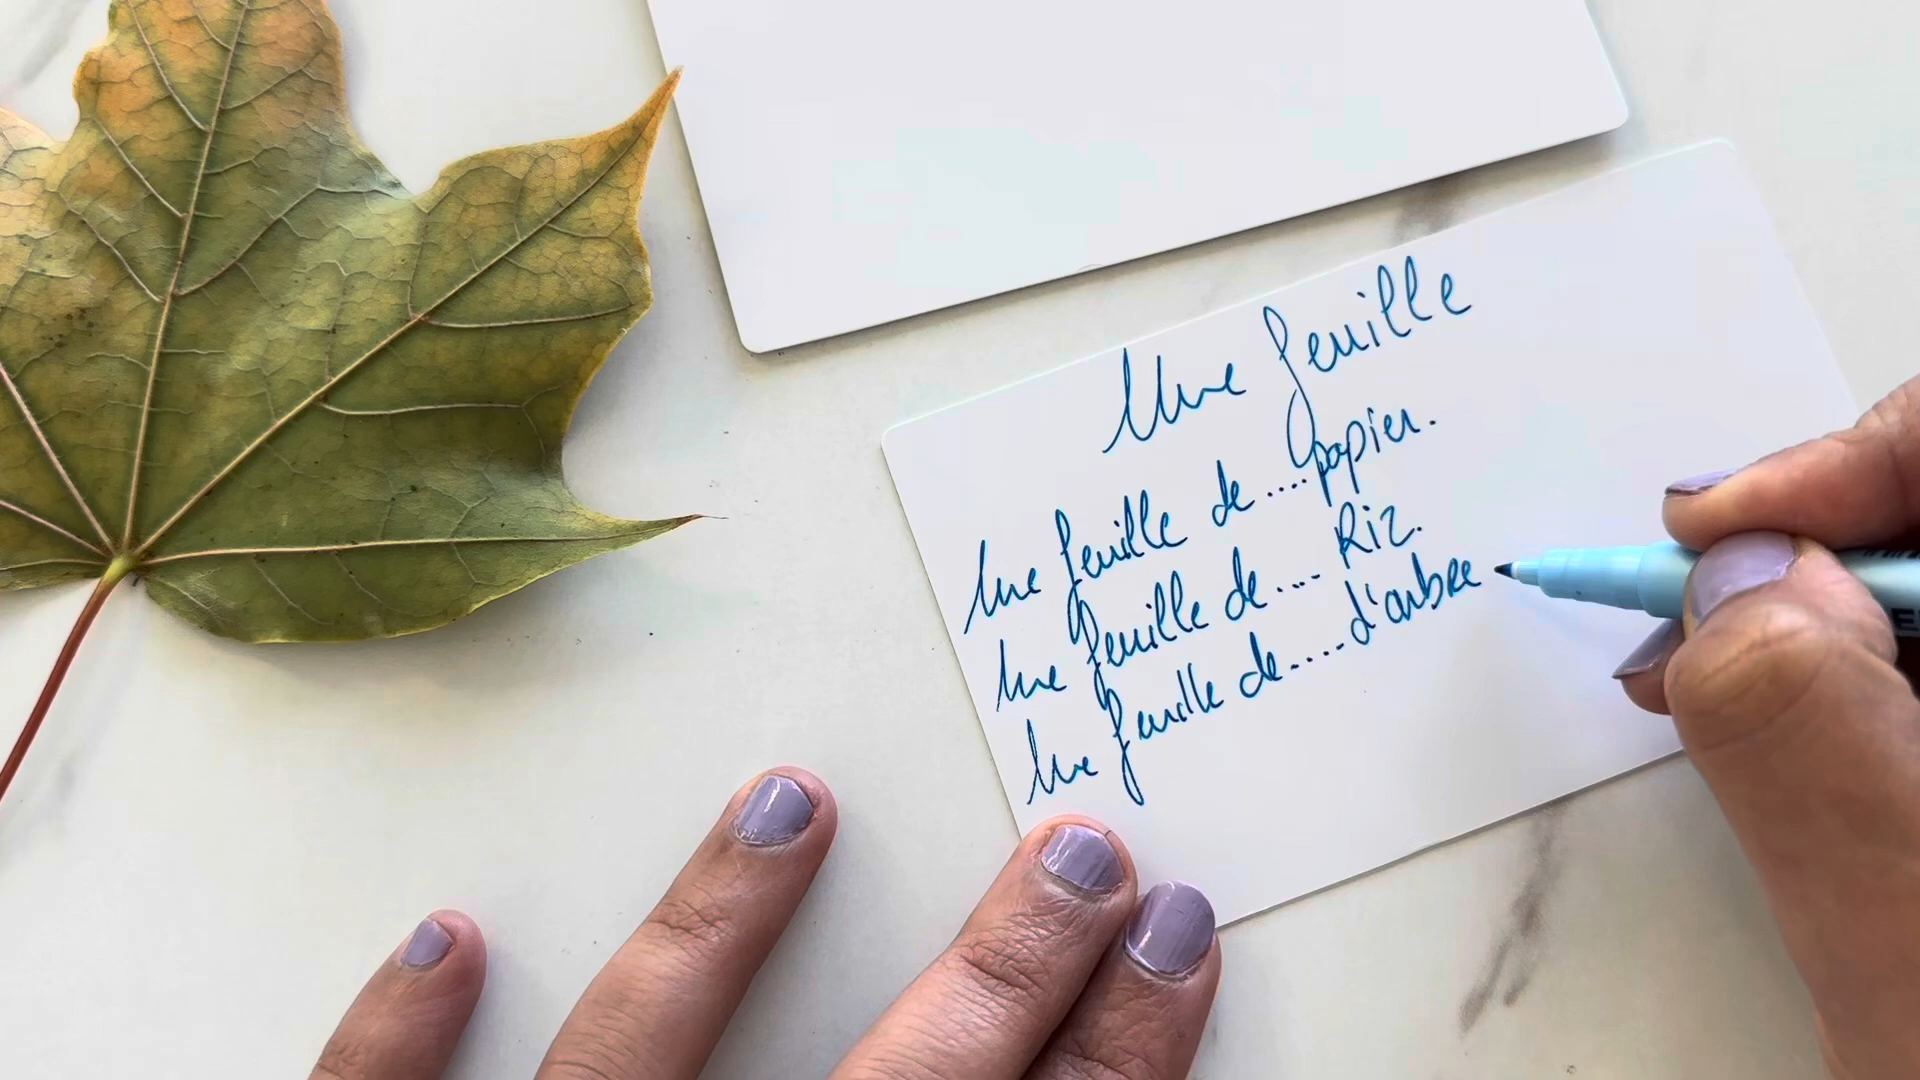 Une feuille
Une feuille de .... papier.
Une feuille de .... Riz.
Une feuille de .... d'arbre